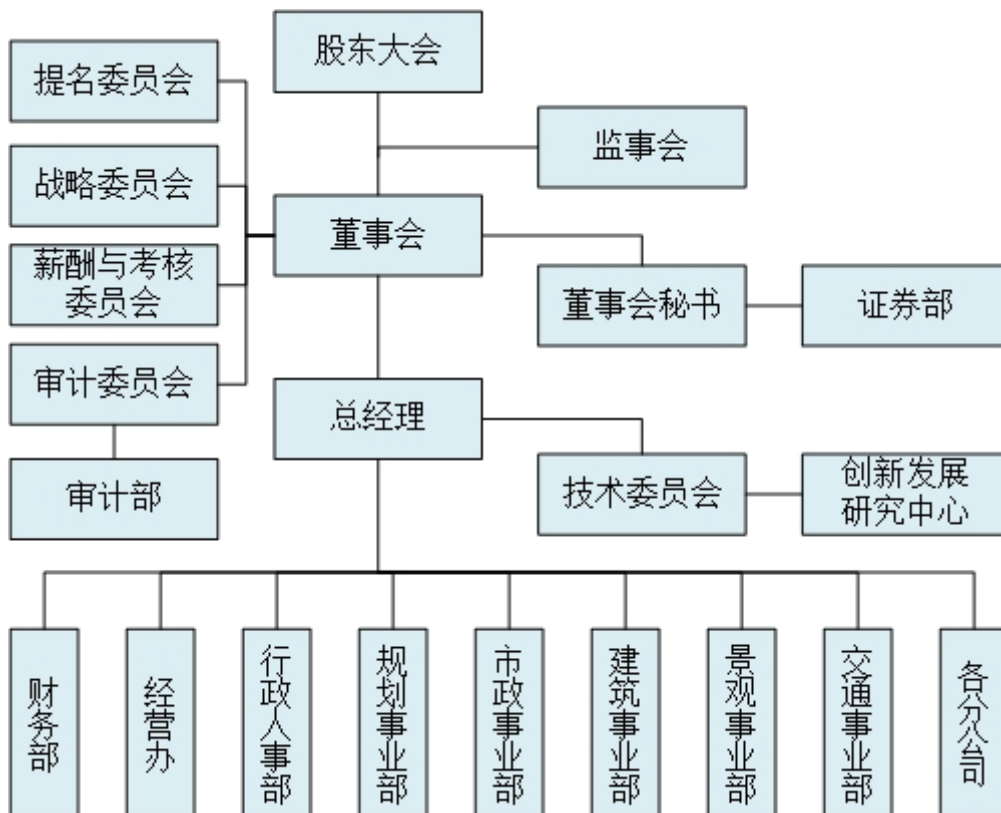 股东大会
提名委员会
监事会
战略委员会
董事会
薪酬与考核
委员会
董事会秘书
证券部
审计委员会
总经理
审计部
技术委员会
创新发展
研究中心
财务部
经营办
行政人事部
规划事业部
市政事业部
建筑事业部
景观事业部
交通事业部
各分公司